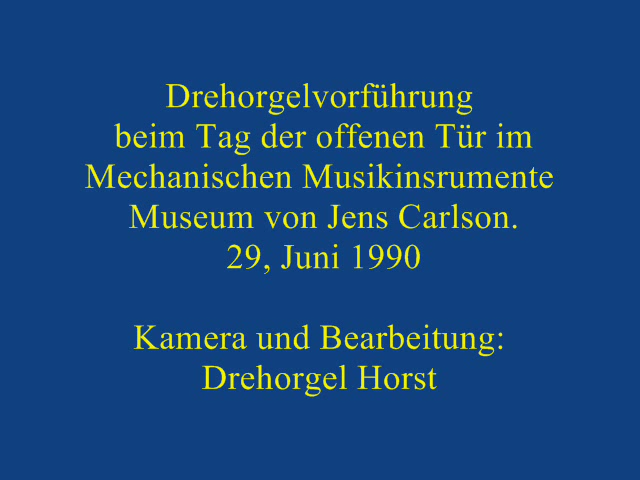 Drehorgelvorführung
beim Tag der offenen Tür im
Mechanischen Musikinsrumente
Museum von Jens Carlson.
29, Juni 1990
Kamera und Bearbeitung:
Drehorgel Horst